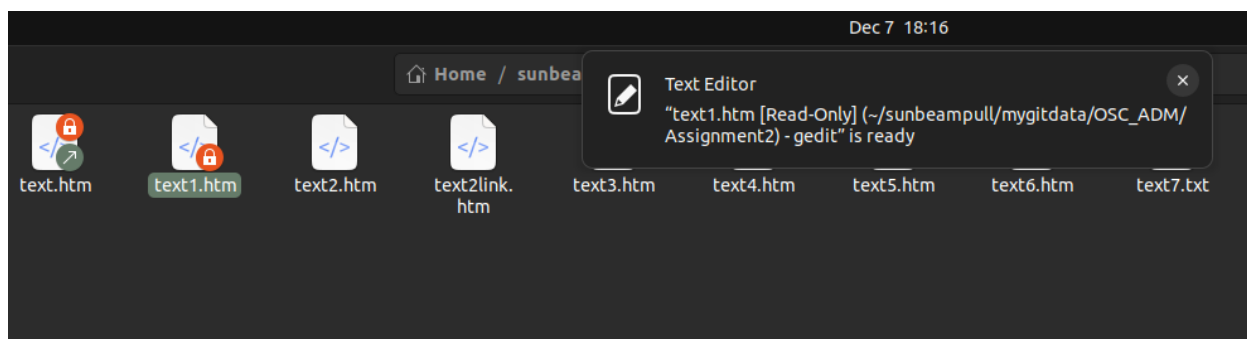 Dec 7 18:16
Home / sunbea
Text Editor
“text1.htm [Read-Only] (~/sunbeampull/mygitdata/OSC_ADM/
Assignment2) - gedit” is ready
text.htm
text1.htm
text2.htm
text2link.
htm
text3.htm
text4.htm
text5.htm
text6.htm
text7.txt